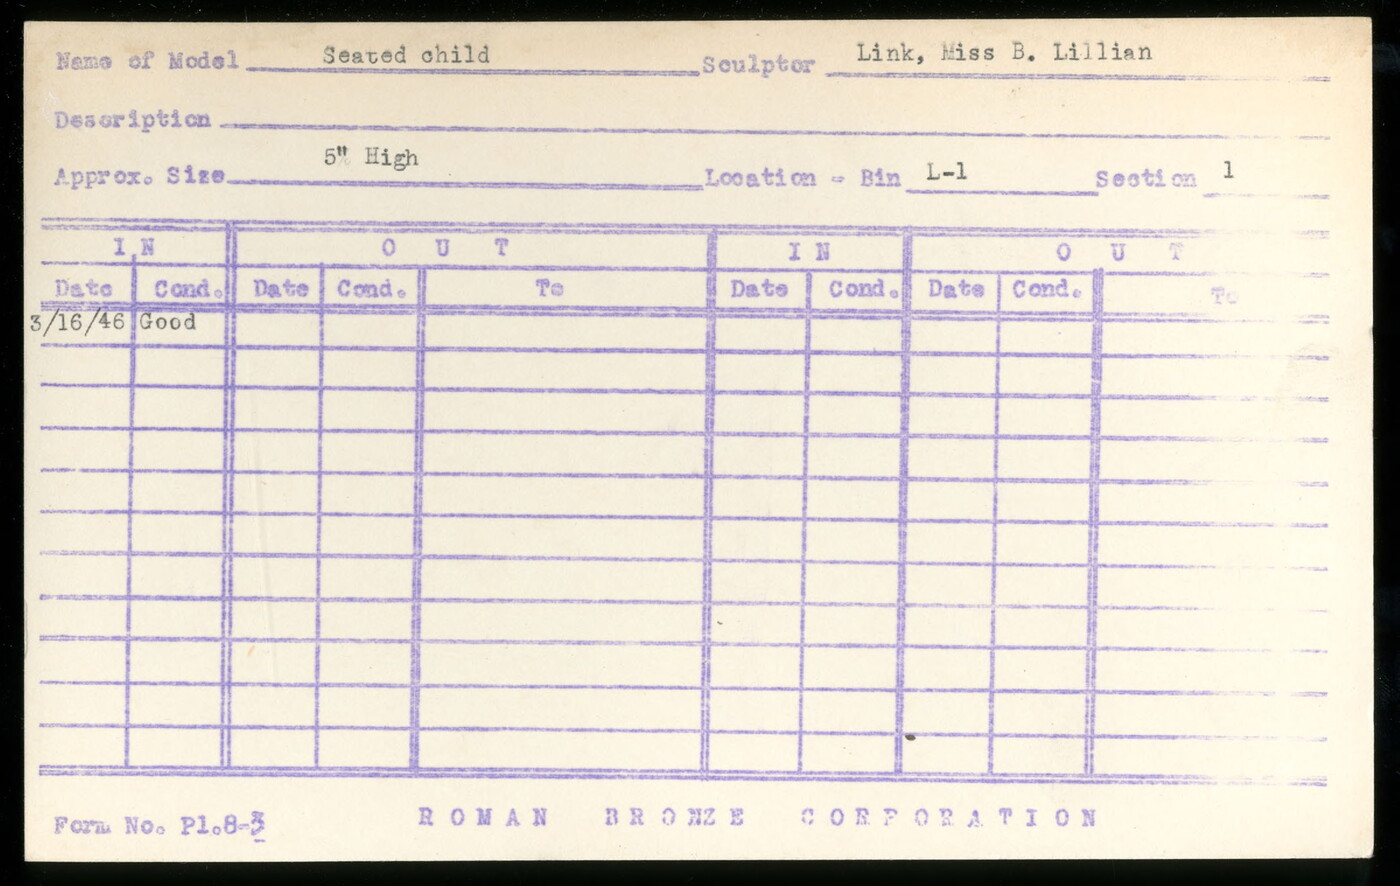 Name of Model Seated child Sculptor Link, Miss B. Lillian
Description
Approx. Size 5" High Location - Bin L-1 Section 1
IN OUT IN OUT
Date Cond. Date Cond. To Date Cond. Date Cond. To
3/16/46 Good
Form No. Pl.8-3 ROMAN BRONZE CORPORATION